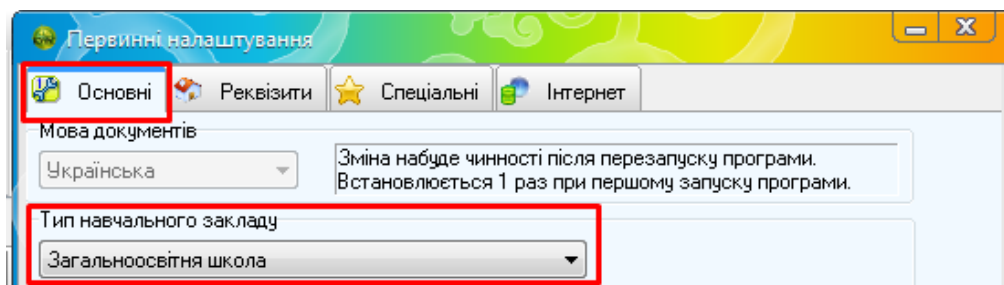 Первинні налаштування
Основні Реквізити Спеціальні Інтернет
Мова документів
Українська
Зміна набуде чинності після перезапуску програми.
Встановлюється 1 раз при першому запуску програми.
Тип навчального закладу
Загальноосвітня школа